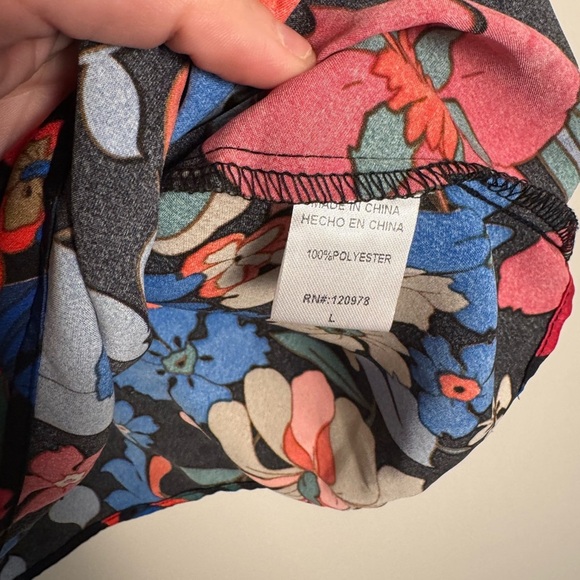 MADE IN CHINA
HECHO EN CHINA
100%POLYESTER
RN#:120978
L